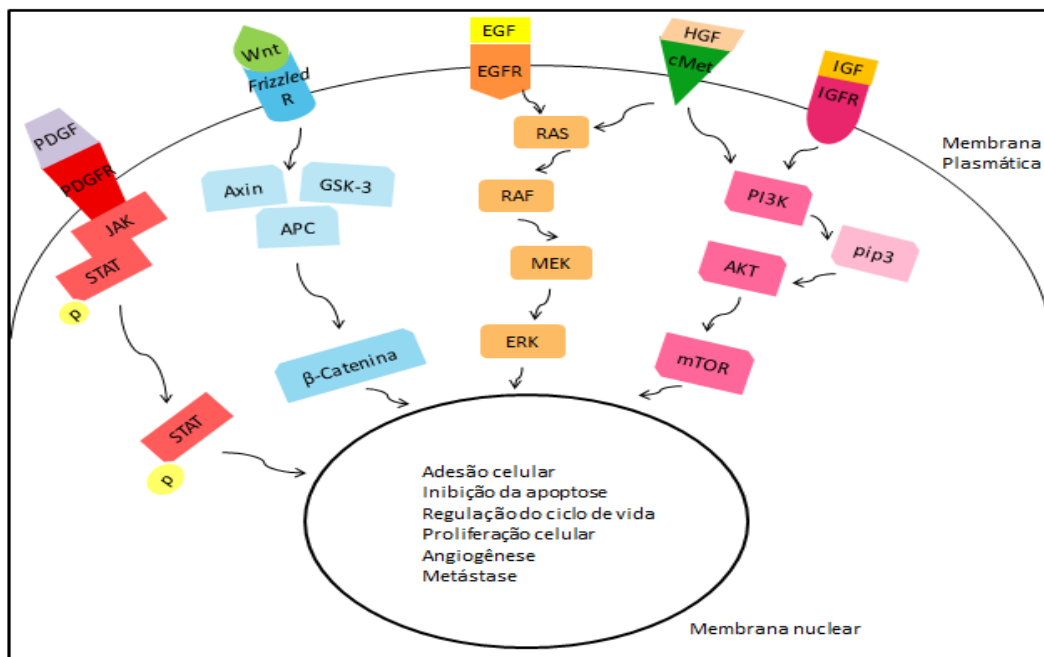 PDGF
PDGFR
JAK
STAT
p
STAT
p
Wnt
Frizzled
R
Axin
GSK-3
APC
β-Catenina
EGF
EGFR
RAS
RAF
MEK
ERK
HGF
cMet
IGF
IGFR
PI3K
pip3
AKT
mTOR
Membrana
Plasmática
Adesão celular
Inibição da apoptose
Regulação do ciclo de vida
Proliferação celular
Angiogênese
Metástase
Membrana nuclear